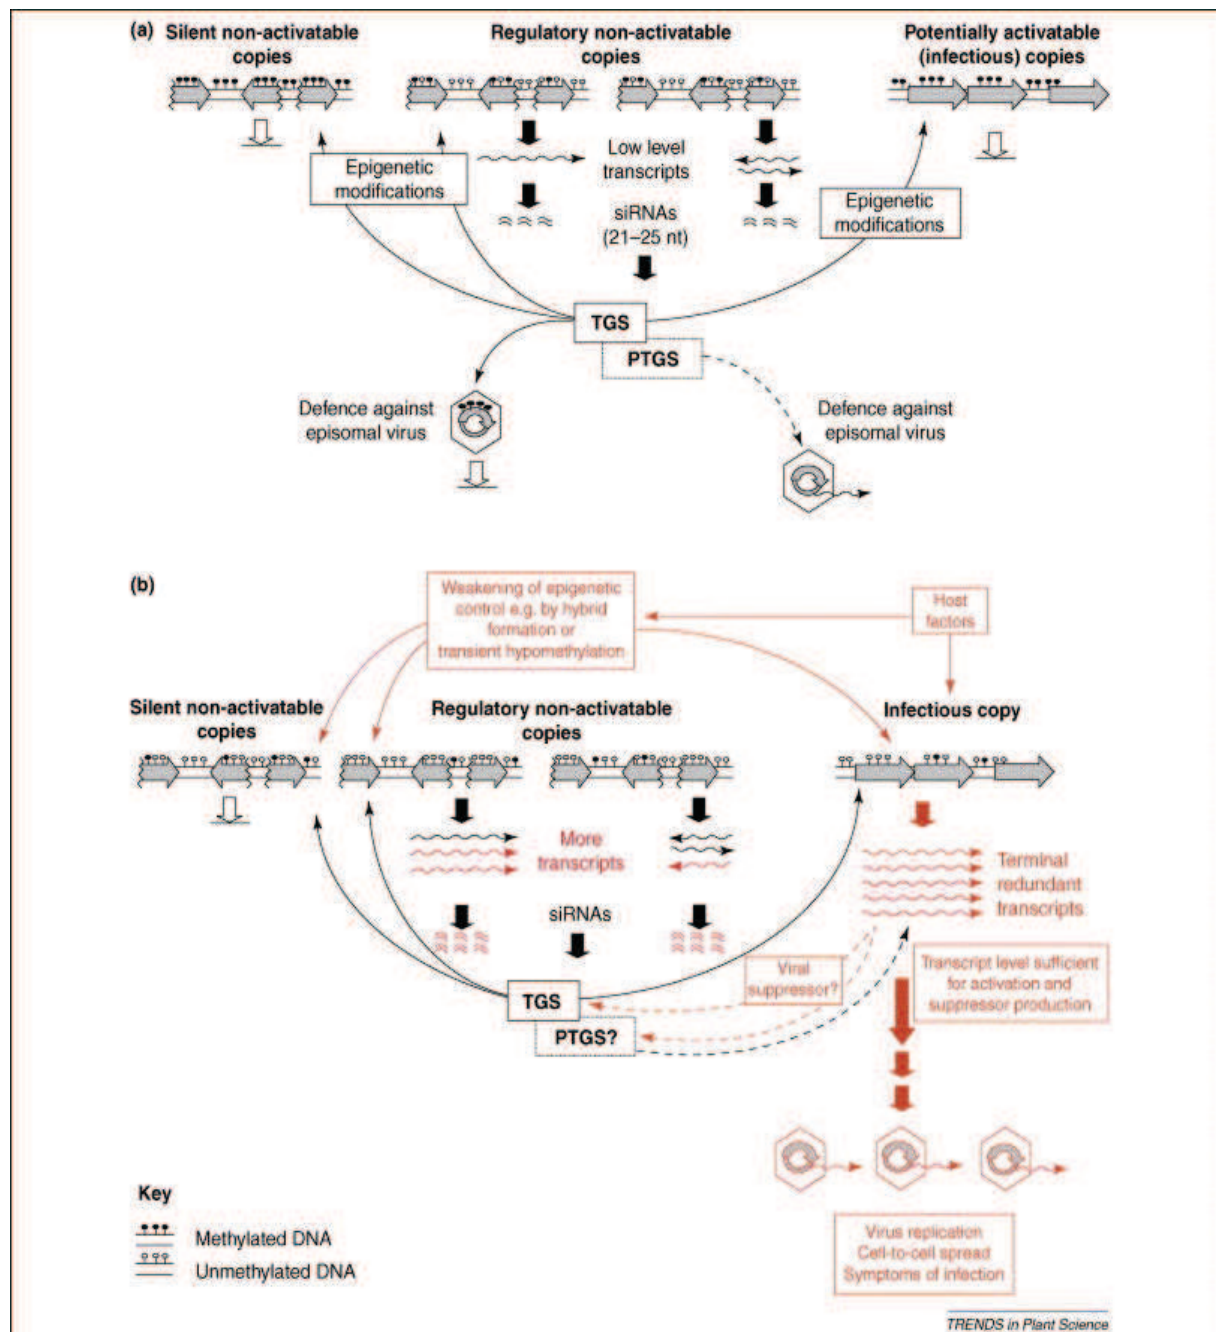 (a)
Silent non-activatable
copies
Regulatory non-activatable
copies
Potentially activatable
(infectious) copies
Epigenetic
modifications
Low level
transcripts
siRNAs
(21–25 nt)
Epigenetic
modifications
TGS
PTGS
Defence against
episomal virus
Defence against
episomal virus
(b)
Weakening of epigenetic
control e.g. by hybrid
formation or
transient hypomethylation
Host
factors
Silent non-activatable
copies
Regulatory non-activatable
copies
Infectious copy
More
transcripts
Terminal
redundant
transcripts
siRNAs
Viral
suppressor?
Transcript level sufficient
for activation and
suppressor production
TGS
PTGS?
Key
Methylated DNA
Unmethylated DNA
Virus replication
Cell-to-cell spread
Symptoms of infection
TRENDS in Plant Science